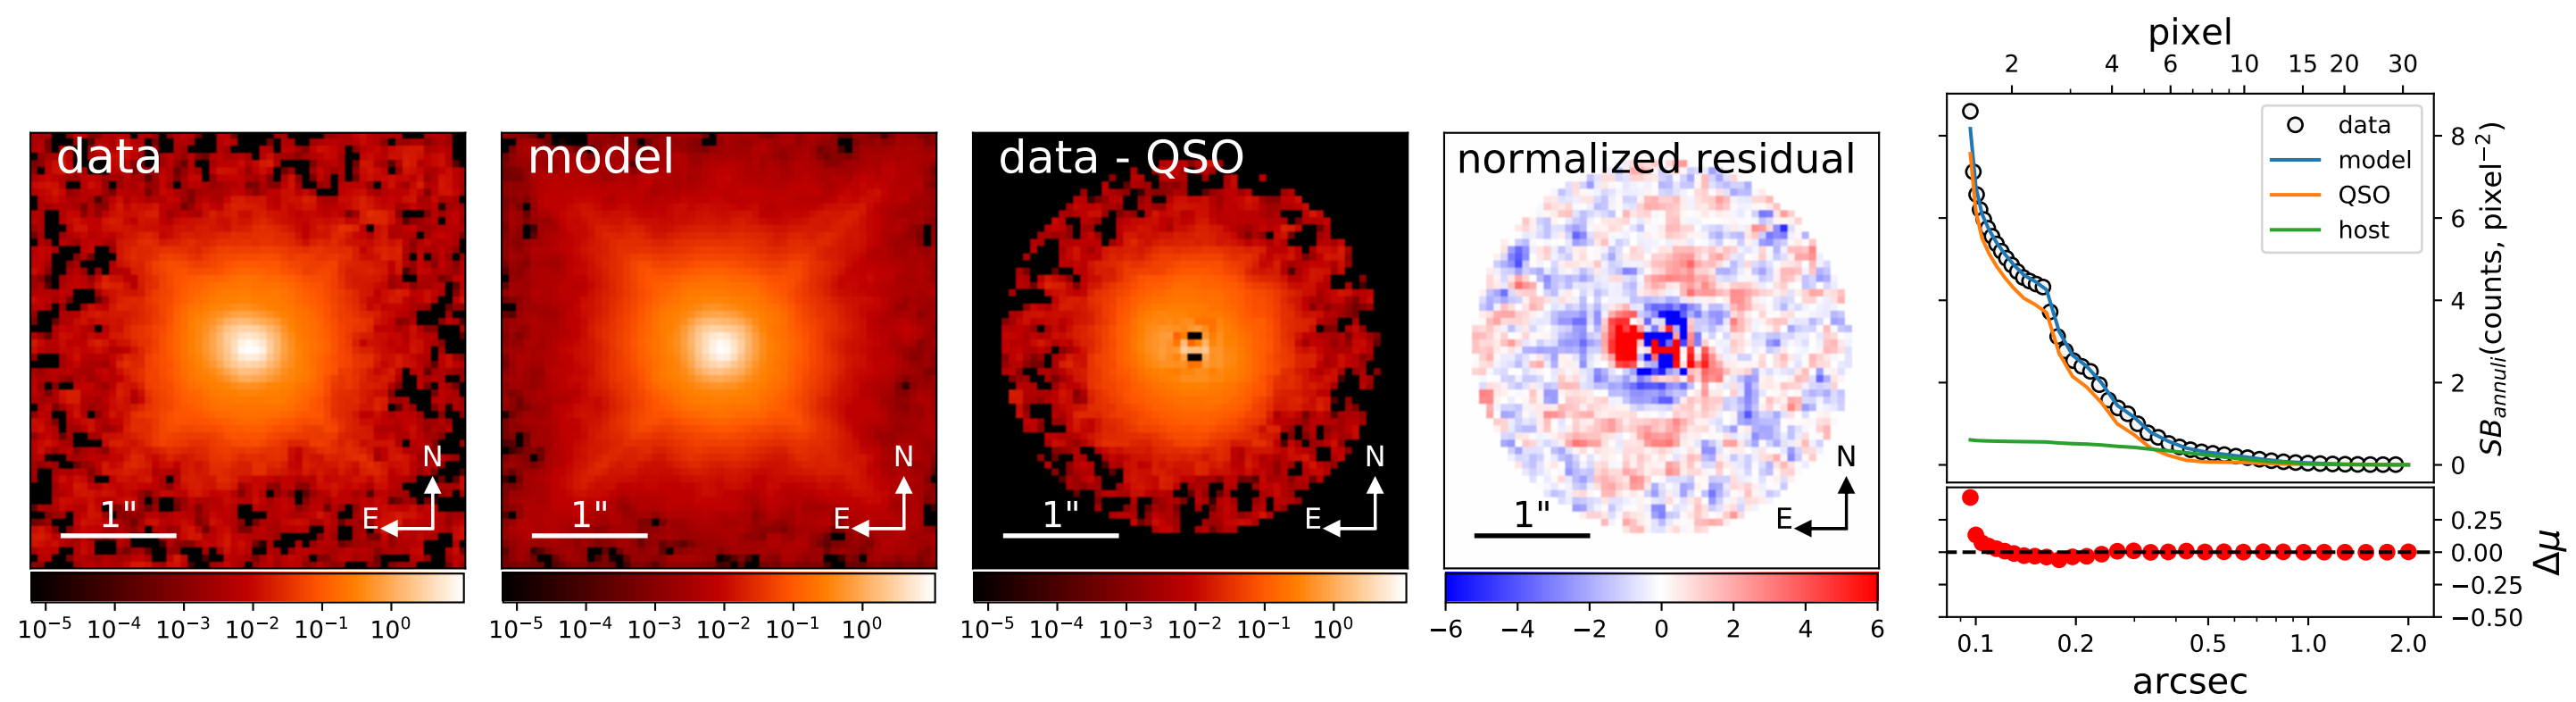 data
N
E
1"
10⁻⁵ 10⁻⁴ 10⁻³ 10⁻² 10⁻¹ 10⁰
model
N
E
1"
10⁻⁵ 10⁻⁴ 10⁻³ 10⁻² 10⁻¹ 10⁰
data - QSO
N
E
1"
10⁻⁵ 10⁻⁴ 10⁻³ 10⁻² 10⁻¹ 10⁰
normalized residual
N
E
1"
−6 −4 −2 0 2 4 6
pixel
2 4 6 10 15 20 30
data
model
QSO
host
8
6
4
2
0
SB_annuli(counts, pixel⁻²)
0.25
0.00
−0.25
−0.50
Δμ
0.1 0.2 0.5 1.0 2.0
arcsec